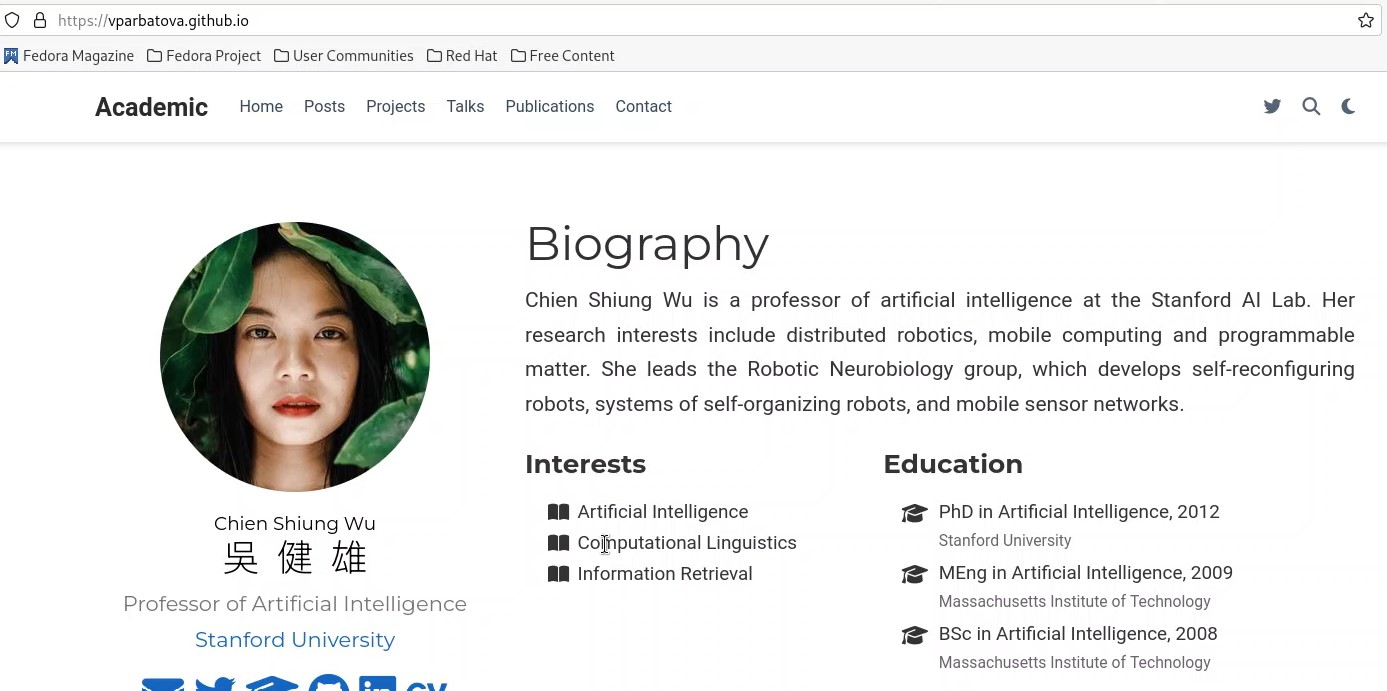 https://vparbatova.github.io
Fedora Magazine Fedora Project User Communities Red Hat Free Content
Academic Home Posts Projects Talks Publications Contact
Biography
Chien Shiung Wu is a professor of artificial intelligence at the Stanford AI Lab. Her
research interests include distributed robotics, mobile computing and programmable
matter. She leads the Robotic Neurobiology group, which develops self-reconfiguring
robots, systems of self-organizing robots, and mobile sensor networks.
Interests
Artificial Intelligence
Computational Linguistics
Information Retrieval
Education
PhD in Artificial Intelligence, 2012
Stanford University
MEng in Artificial Intelligence, 2009
Massachusetts Institute of Technology
BSc in Artificial Intelligence, 2008
Massachusetts Institute of Technology
Chien Shiung Wu
吳健雄
Professor of Artificial Intelligence
Stanford University